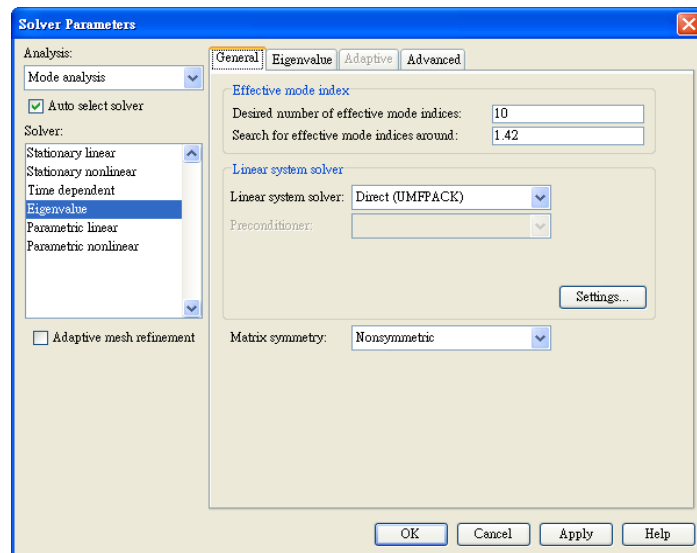 Solver Parameters
Analysis:
Mode analysis
Auto select solver
Solver:
Stationary linear
Stationary nonlinear
Time dependent
Eigenvalue
Parametric linear
Parametric nonlinear
Adaptive mesh refinement
General Eigenvalue Adaptive Advanced
Effective mode index
Desired number of effective mode indices: 10
Search for effective mode indices around: 1.42
Linear system solver
Linear system solver: Direct (UMFPACK)
Preconditioner:
Settings...
Matrix symmetry: Nonsymmetric
OK Cancel Apply Help